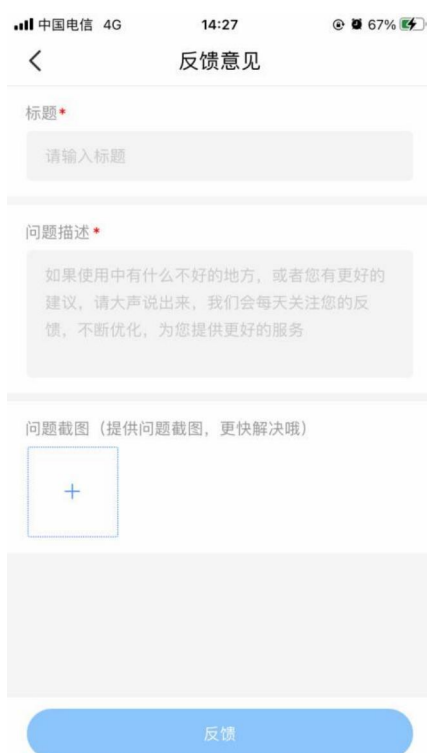 中国电信 4G 14:27 67%
反馈意见
标题*
请输入标题
问题描述*
如果使用中有什么不好的地方，或者您有更好的
建议，请大声说出来，我们会每天关注您的反
馈，不断优化，为您提供更好的服务
问题截图（提供问题截图，更快解决哦）
+
反馈